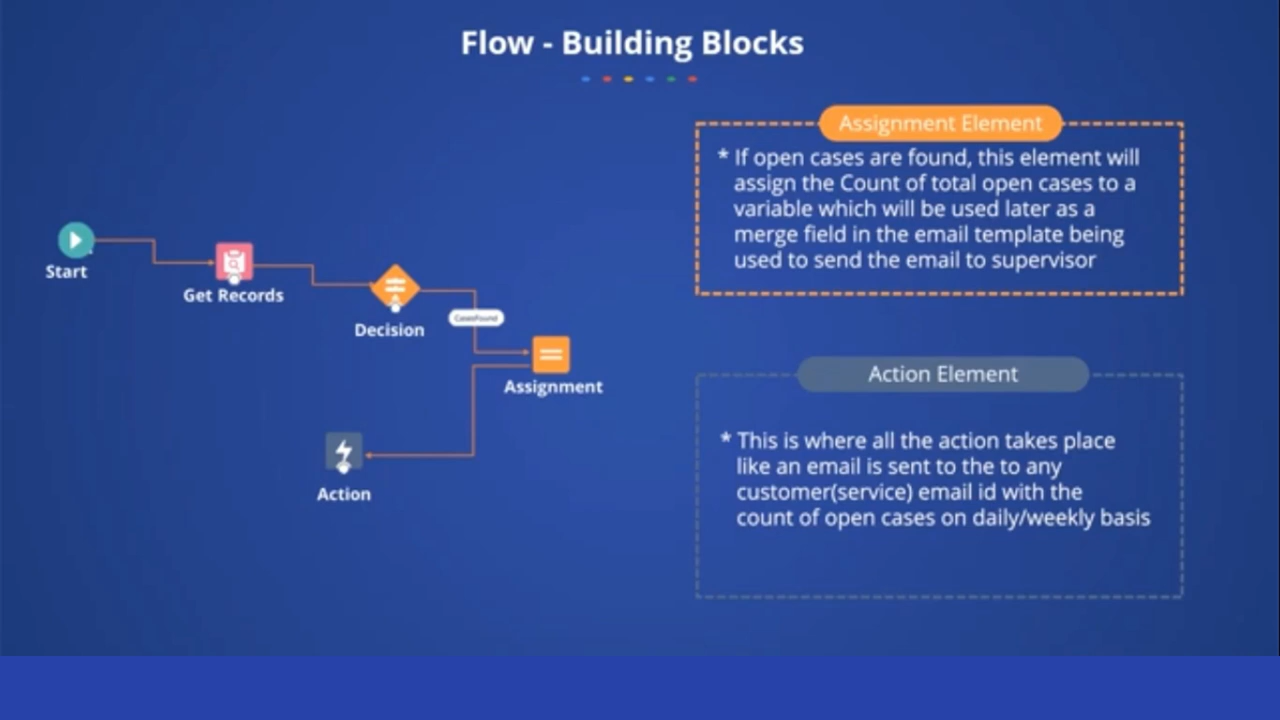 Flow - Building Blocks
Assignment Element
* If open cases are found, this element will
assign the Count of total open cases to a
variable which will be used later as a
merge field in the email template being
used to send the email to supervisor
Start
Get Records
Decision
CasesFound
Assignment
Action
Action Element
* This is where all the action takes place
like an email is sent to the to any
customer(service) email id with the
count of open cases on daily/weekly basis